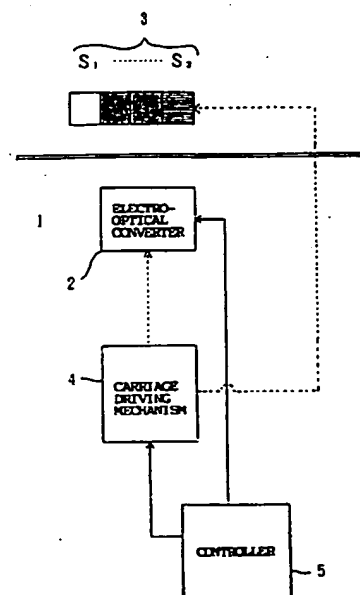 3
S₁ ········ S₂
1
ELECTRO-
OPTICAL
CONVERTER
2
4
CARRIAGE
DRIVING
MECHANISM
CONTROLLER
5